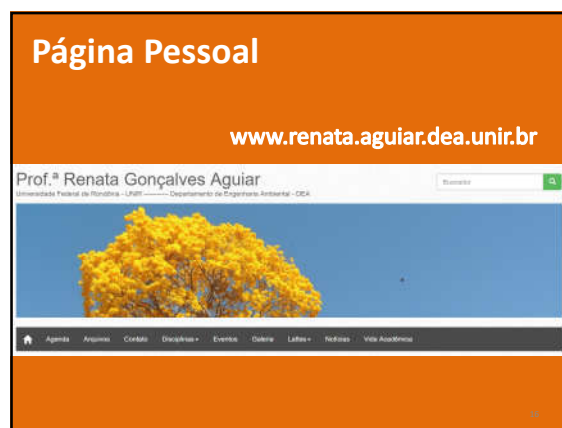 Página Pessoal
www.renata.aguiar.dea.unir.br
Prof.ª Renata Gonçalves Aguiar
Universidade Federal de Rondônia - UNIR ---------- Departamento de Engenharia Ambiental - DEA
Agenda Arquivos Contato Disciplinas Eventos Galeria Lattes Notícias Vida Acadêmica